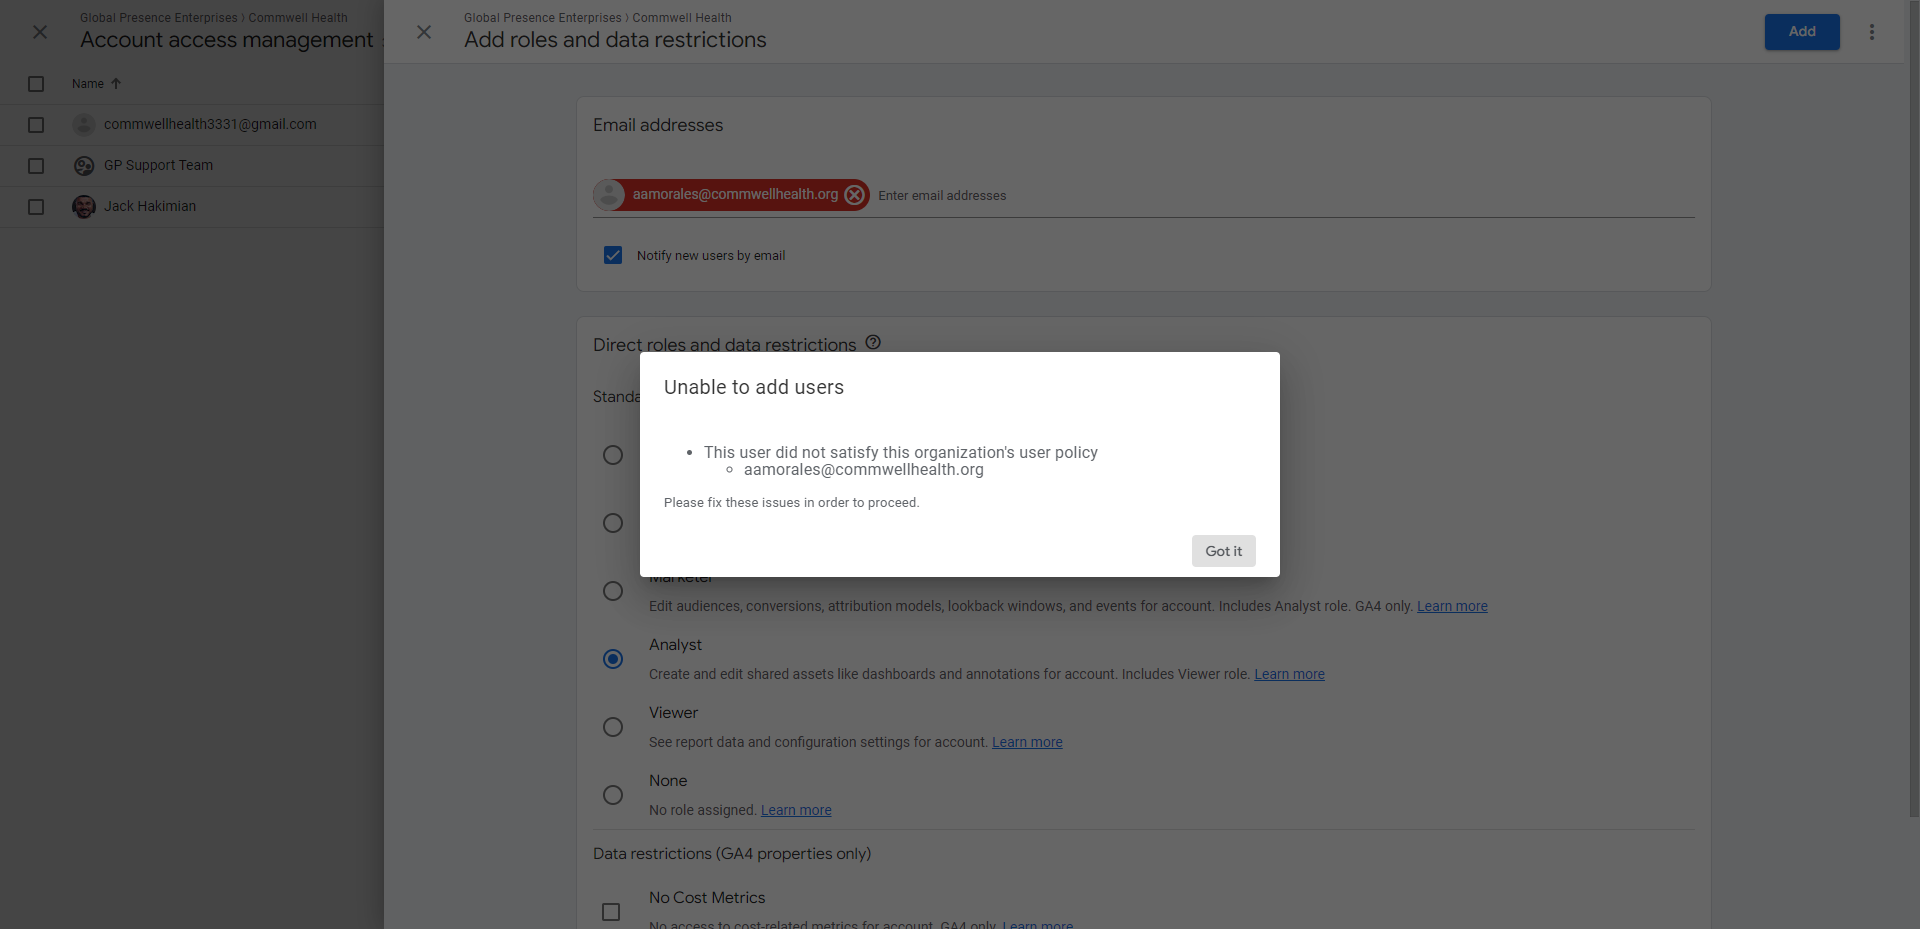 Global Presence Enterprises › Commwell Health
Account access management
Name
commwellhealth3331@gmail.com
GP Support Team
Jack Hakimian
Global Presence Enterprises › Commwell Health
Add roles and data restrictions
Add
Email addresses
aamorales@commwellhealth.org
Enter email addresses
Notify new users by email
Direct roles and data restrictions
Unable to add users
This user did not satisfy this organization's user policy
aamorales@commwellhealth.org
Please fix these issues in order to proceed.
Got it
Marketer
Edit audiences, conversions, attribution models, lookback windows, and events for account. Includes Analyst role. GA4 only. Learn more
Analyst
Create and edit shared assets like dashboards and annotations for account. Includes Viewer role. Learn more
Viewer
See report data and configuration settings for account. Learn more
None
No role assigned. Learn more
Data restrictions (GA4 properties only)
No Cost Metrics
No access to cost-related metrics for account. GA4 only. Learn more